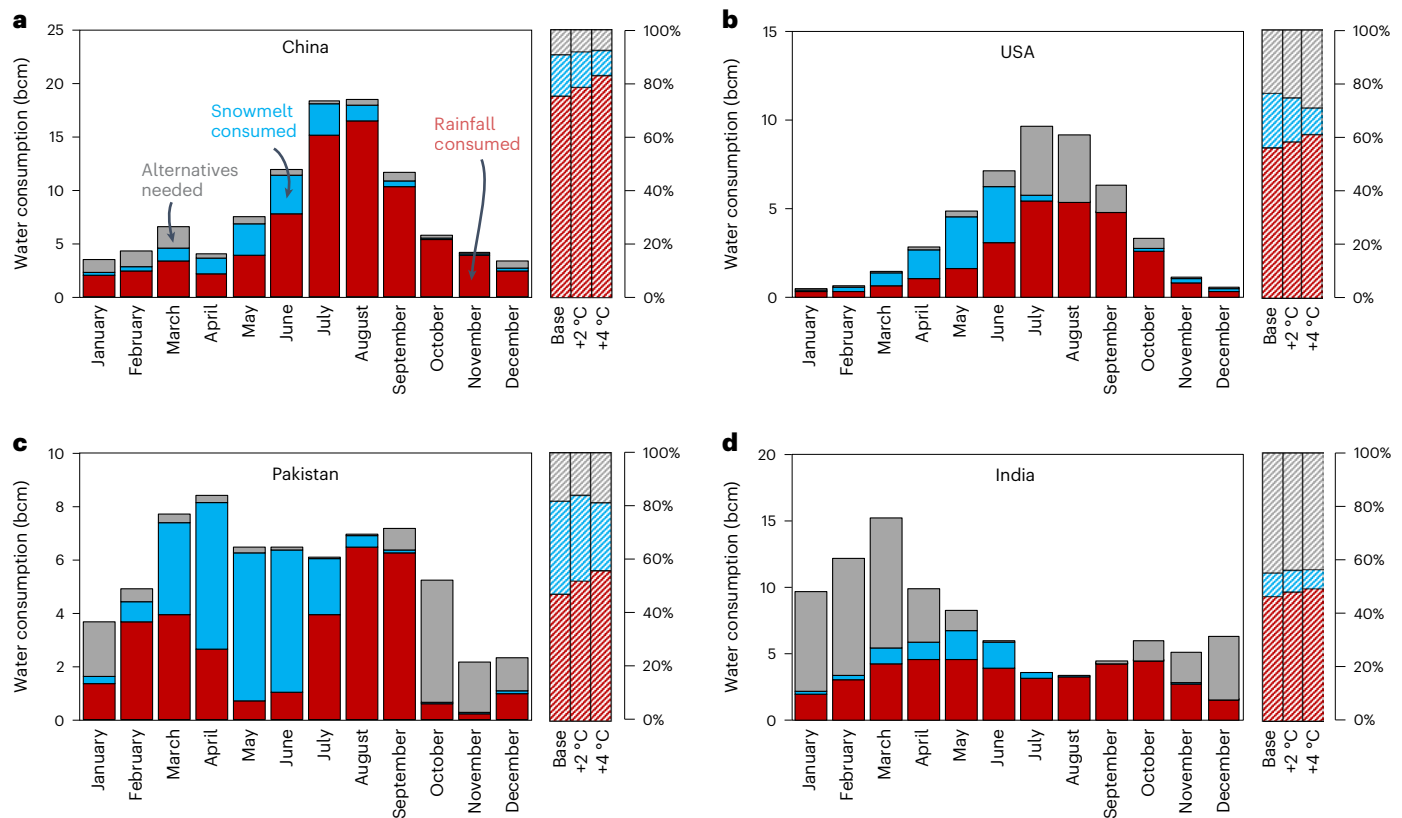 a
China
Water consumption (bcm)
25
20
15
10
5
0
Snowmelt
consumed
Rainfall
consumed
Alternatives
needed
January
February
March
April
May
June
July
August
September
October
November
December
100%
80%
60%
40%
20%
0%
Base
+2 °C
+4 °C
b
USA
Water consumption (bcm)
15
10
5
0
January
February
March
April
May
June
July
August
September
October
November
December
100%
80%
60%
40%
20%
0%
Base
+2 °C
+4 °C
c
Pakistan
Water consumption (bcm)
10
8
6
4
2
0
January
February
March
April
May
June
July
August
September
October
November
December
100%
80%
60%
40%
20%
0%
Base
+2 °C
+4 °C
d
India
Water consumption (bcm)
20
15
10
5
0
January
February
March
April
May
June
July
August
September
October
November
December
100%
80%
60%
40%
20%
0%
Base
+2 °C
+4 °C